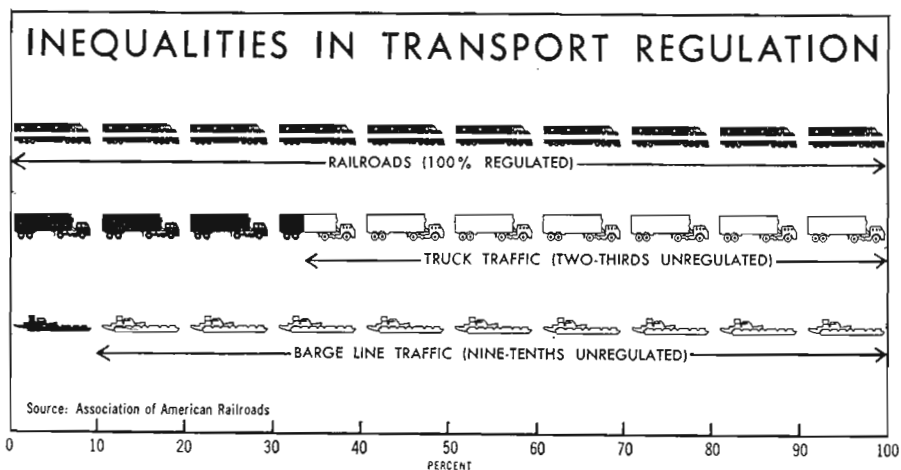 INEQUALITIES IN TRANSPORT REGULATION
RAILROADS (100% REGULATED)
TRUCK TRAFFIC (TWO-THIRDS UNREGULATED)
BARGE LINE TRAFFIC (NINE-TENTHS UNREGULATED)
Source: Association of American Railroads
0 10 20 30 40 50 60 70 80 90 100
PERCENT